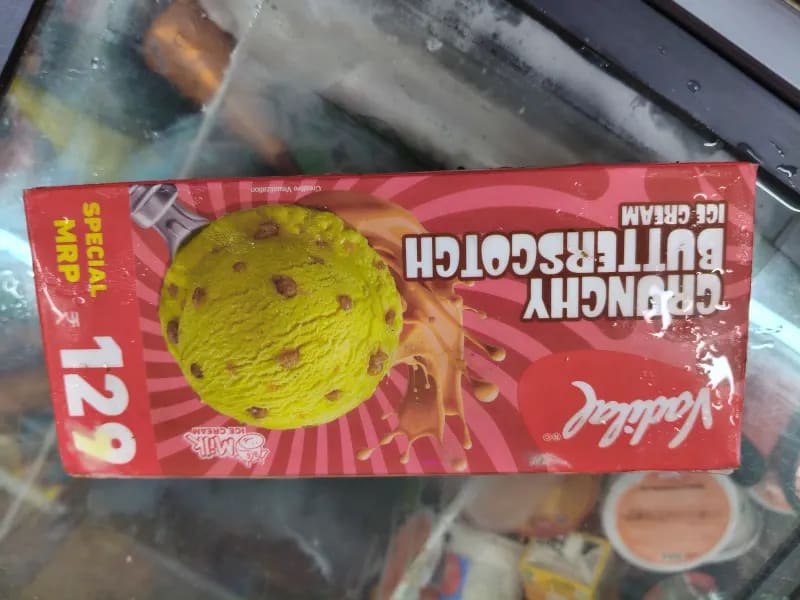 Vadilal
CRUNCHY
BUTTERSCOTCH
ICE CREAM
Milk
ICE CREAM
Creative Visualization
SPECIAL
MRP ₹
129